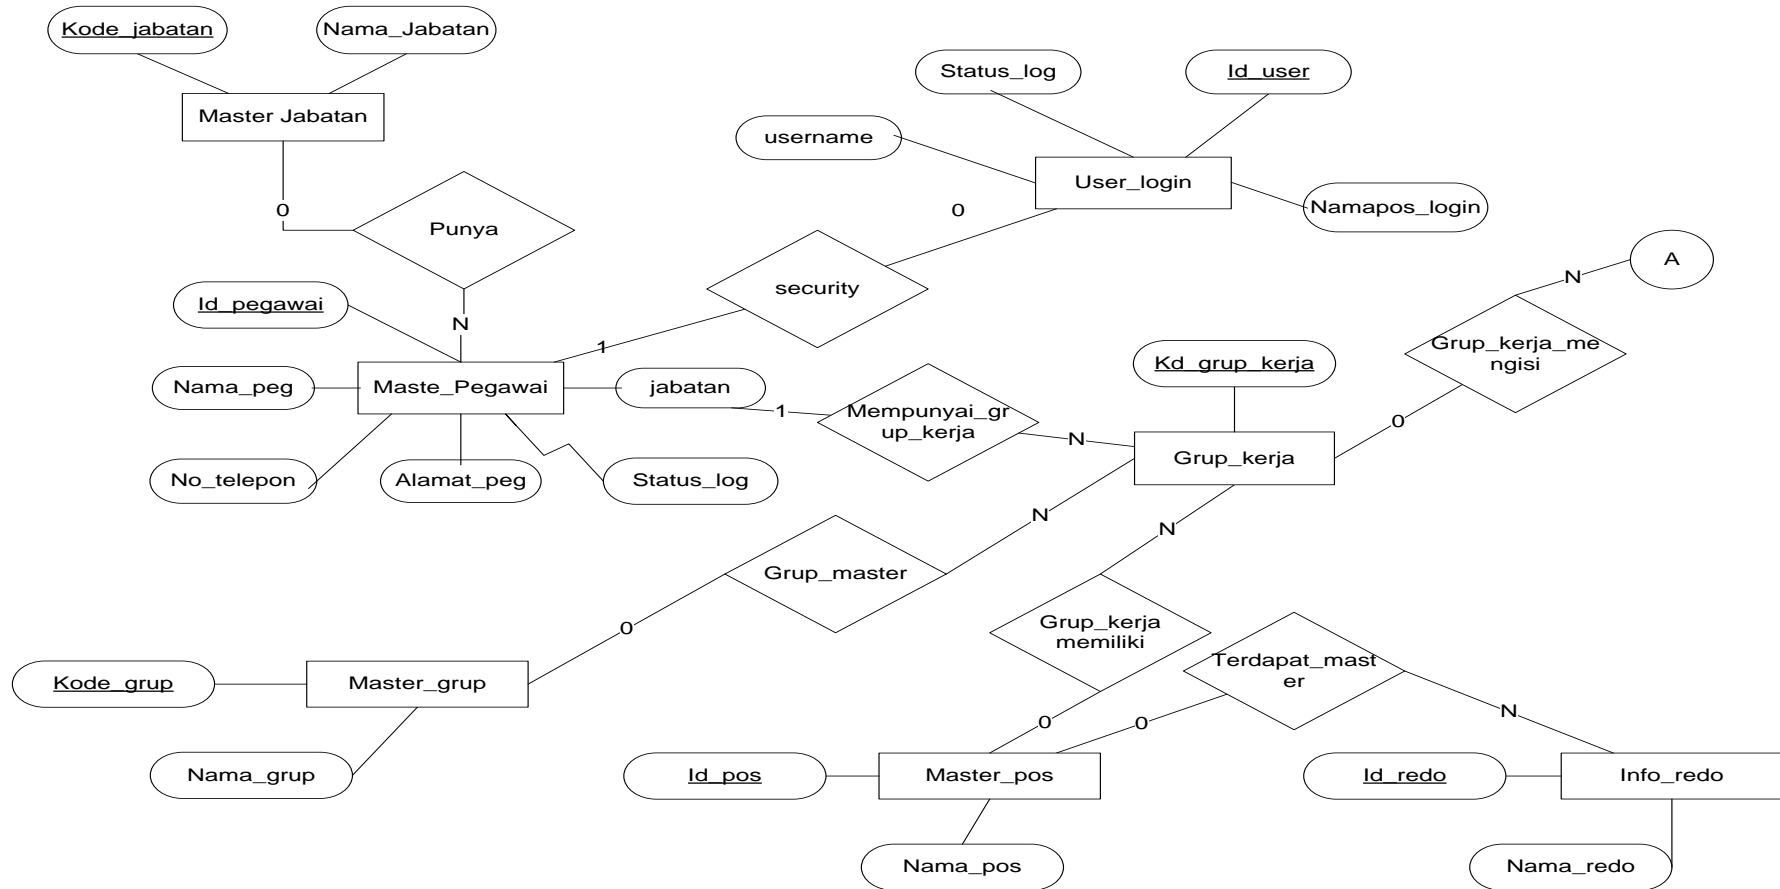 Kode_jabatan
Nama_Jabatan
Master Jabatan
Status_log
Id_user
username
User_login
Namapos_login
0
Punya
0
security
A
N
Id_pegawai
N
1
Grup_kerja_me
ngisi
Kd_grup_kerja
Nama_peg
Maste_Pegawai
jabatan
1
Mempunyai_gr
up_kerja
N
0
Grup_kerja
No_telepon
Alamat_peg
Status_log
N
N
Grup_master
0
Grup_kerja
memiliki
Terdapat_mast
er
Kode_grup
Master_grup
0
0
N
Nama_grup
Id_pos
Master_pos
Id_redo
Info_redo
Nama_pos
Nama_redo